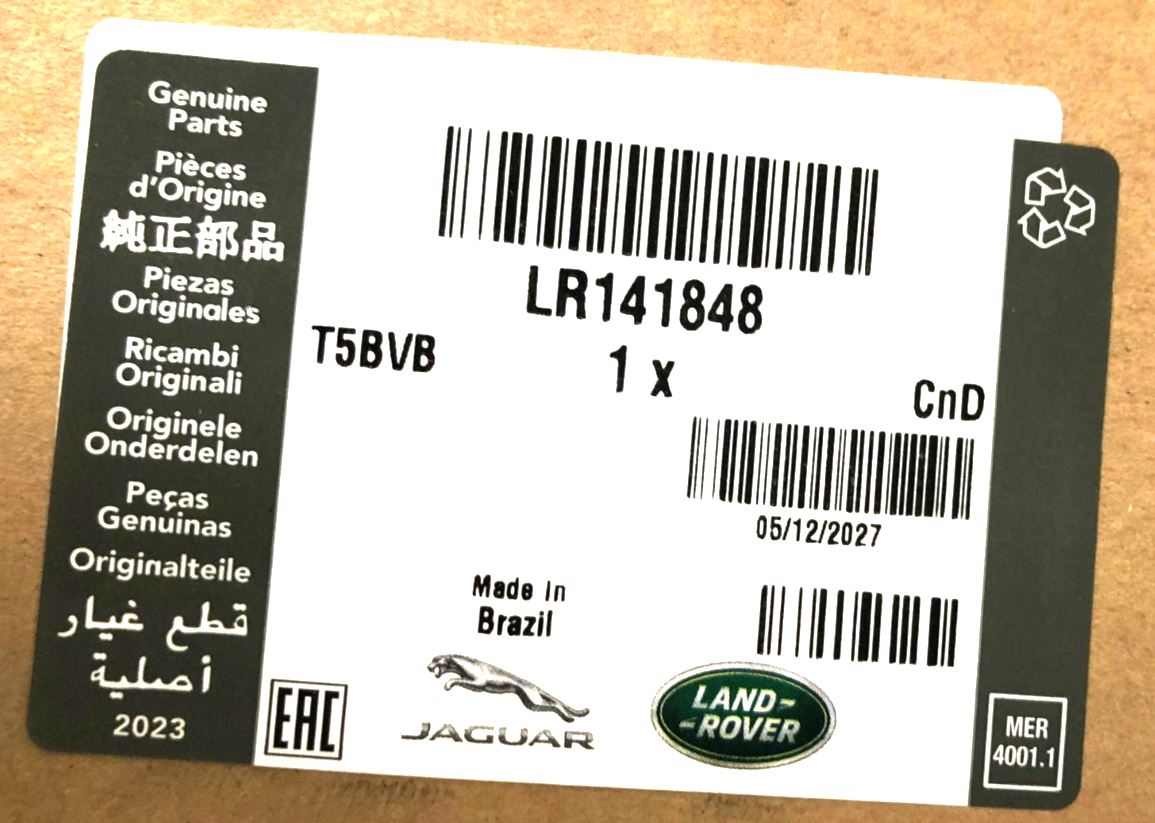 Genuine
Parts
Pièces
d'Origine
純正部品
Piezas
Originales
Ricambi
Originali
Originele
Onderdelen
Peças
Genuinas
Originalteile
قطع غيار
أصلية
2023
LR141848
T5BVB
1 x
CnD
05/12/2027
Made In
Brazil
EAC
JAGUAR
LAND-
-ROVER
MER
4001.1